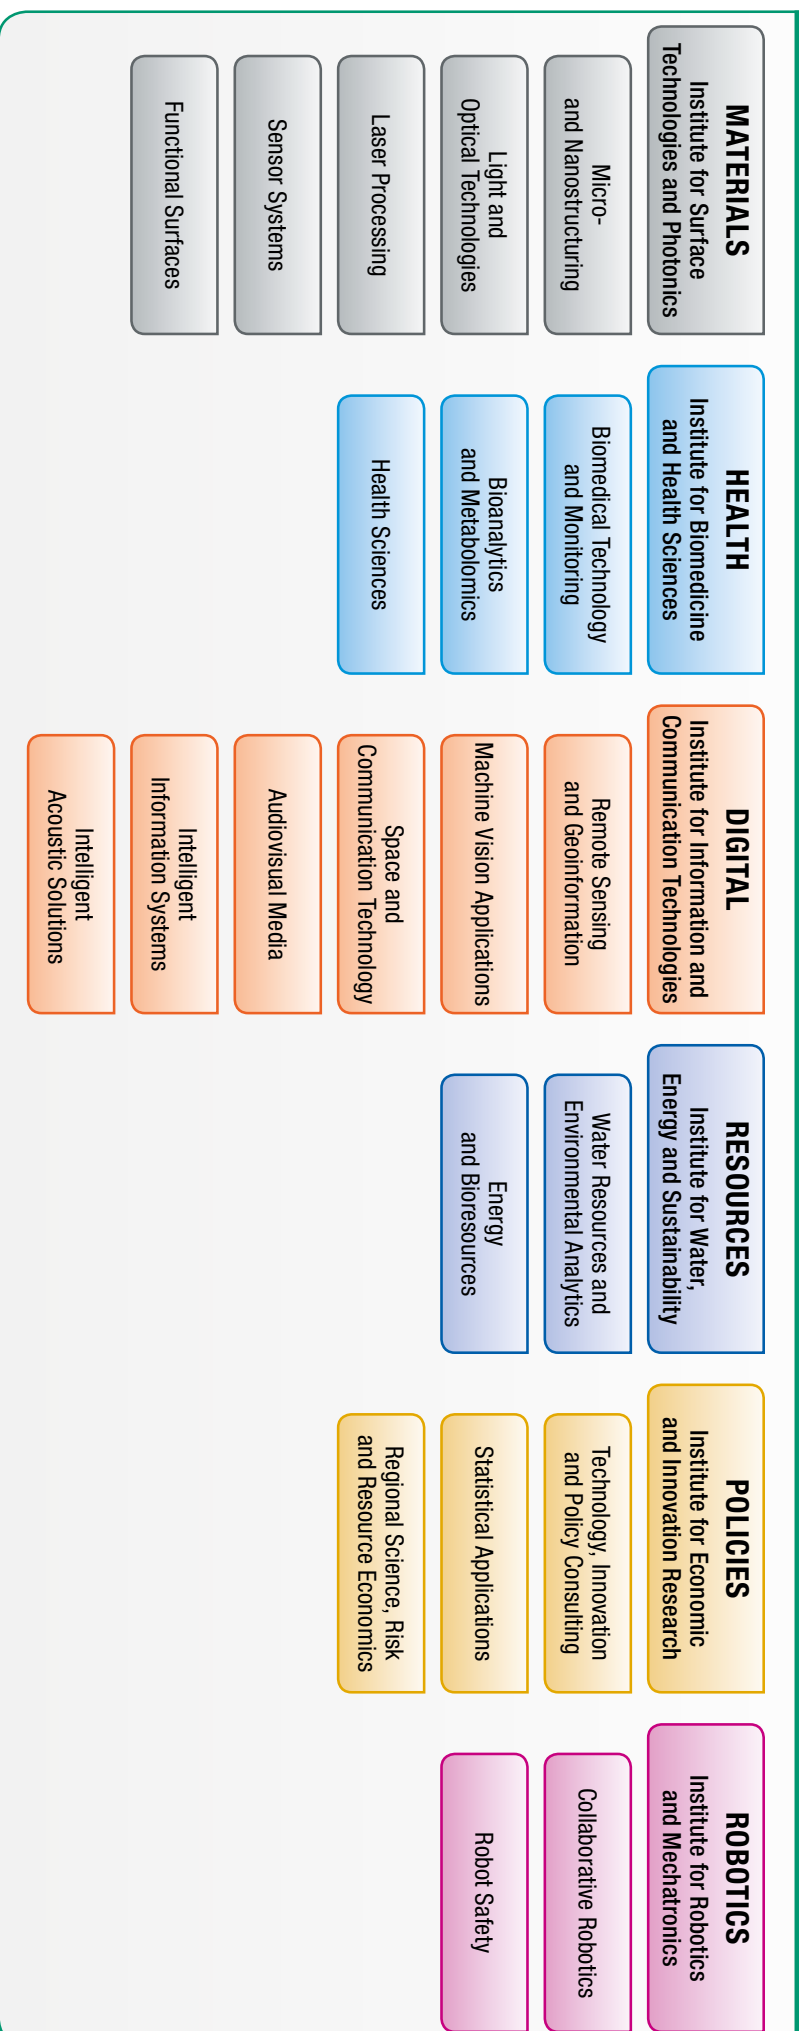 MATERIALS
Institute for Surface
Technologies and Photonics
Micro-
and Nanostructuring
Light and
Optical Technologies
Laser Processing
Sensor Systems
Functional Surfaces
HEALTH
Institute for Biomedicine
and Health Sciences
Biomedical Technology
and Monitoring
Bioanalytics
and Metabolomics
Health Sciences
DIGITAL
Institute for Information and
Communication Technologies
Remote Sensing
and Geoinformation
Machine Vision Applications
Space and
Communication Technology
Audiovisual Media
Intelligent
Information Systems
Intelligent
Acoustic Solutions
RESOURCES
Institute for Water,
Energy and Sustainability
Water Resources and
Environmental Analytics
Energy
and Bioresources
POLICIES
Institute for Economic
and Innovation Research
Technology, Innovation
and Policy Consulting
Statistical Applications
Regional Science, Risk
and Resource Economics
ROBOTICS
Institute for Robotics
and Mechatronics
Collaborative Robotics
Robot Safety